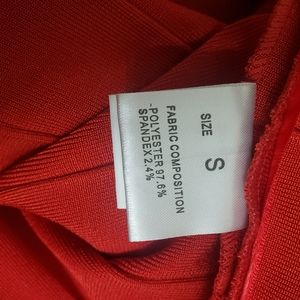 SIZE
S
FABRIC COMPOSITION
-POLYESTER 97.6%
SPANDEX 2.4%